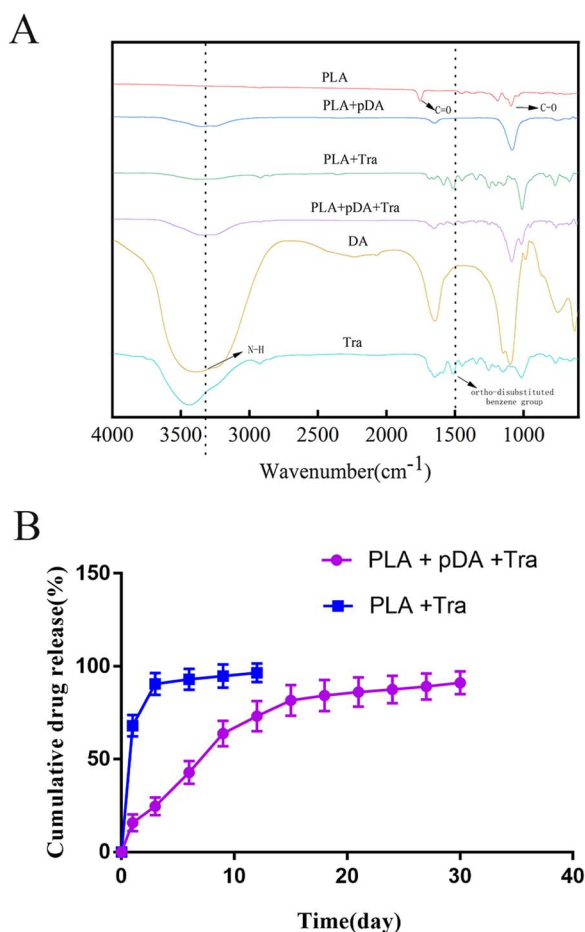 A
PLA
C=O
C-O
PLA+pDA
PLA+Tra
PLA+pDA+Tra
DA
N-H
Tra
ortho-disubstituted
benzene group
4000 3500 3000 2500 2000 1500 1000
Wavenumber(cm-1)
B
PLA + pDA +Tra
PLA +Tra
Cumulative drug release(%)
150
100
50
0
0 10 20 30 40
Time(day)